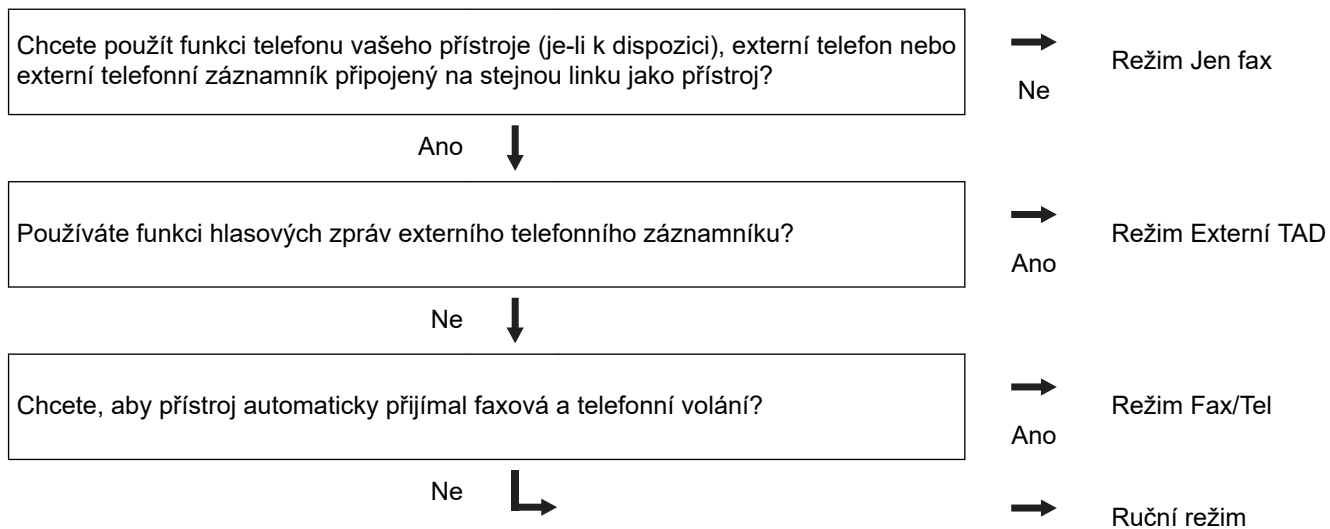 Chcete použít funkci telefonu vašeho přístroje (je-li k dispozici), externí telefon nebo
externí telefonní záznamník připojený na stejnou linku jako přístroj?
Režim Jen fax
Ne
Ano
Používáte funkci hlasových zpráv externího telefonního záznamníku?
Režim Externí TAD
Ano
Ne
Chcete, aby přístroj automaticky přijímal faxová a telefonní volání?
Režim Fax/Tel
Ano
Ne
Ruční režim